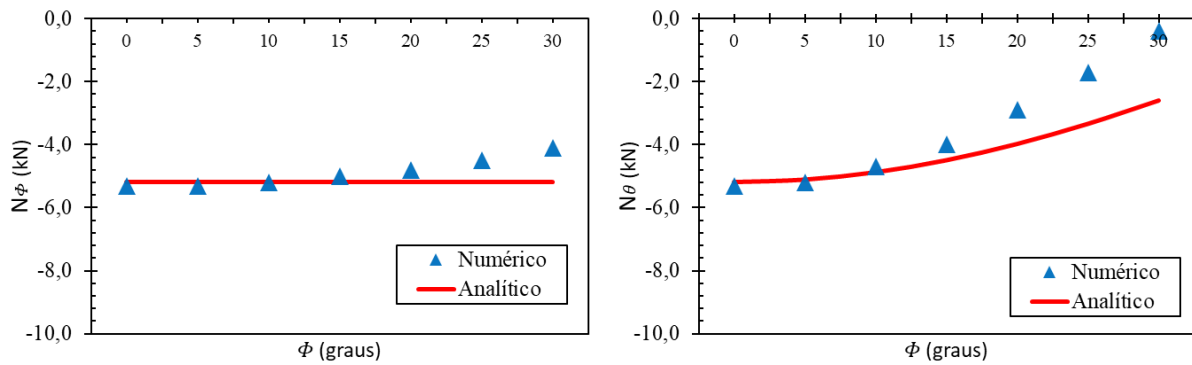 0,0
-2,0
-4,0
-6,0
-8,0
-10,0
0 5 10 15 20 25 30
NΦ (kN)
Φ (graus)
Numérico
Analítico
0,0
-2,0
-4,0
-6,0
-8,0
-10,0
0 5 10 15 20 25 30
Nθ (kN)
Φ (graus)
Numérico
Analítico